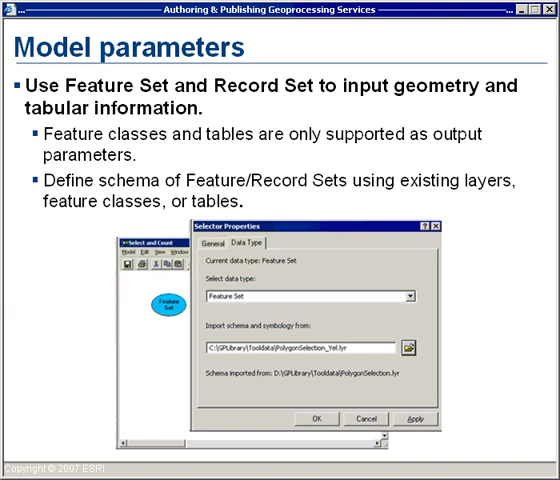 Authoring & Publishing Geoprocessing Services
Model parameters
Use Feature Set and Record Set to input geometry and
tabular information.
Feature classes and tables are only supported as output
parameters.
Define schema of Feature/Record Sets using existing layers,
feature classes, or tables.
Select and Count
Model Edit View Window
Feature
Set
Selector Properties
General Data Type
Current data type: Feature Set
Select data type:
Feature Set
Import schema and symbology from:
C:\GPLibrary\Tooldata\PolygonSelection_Yel.lyr
Schema imported from: D:\GPLibrary\Tooldata\PolygonSelection.lyr
OK Cancel Apply
Copyright © 2007 ESRI